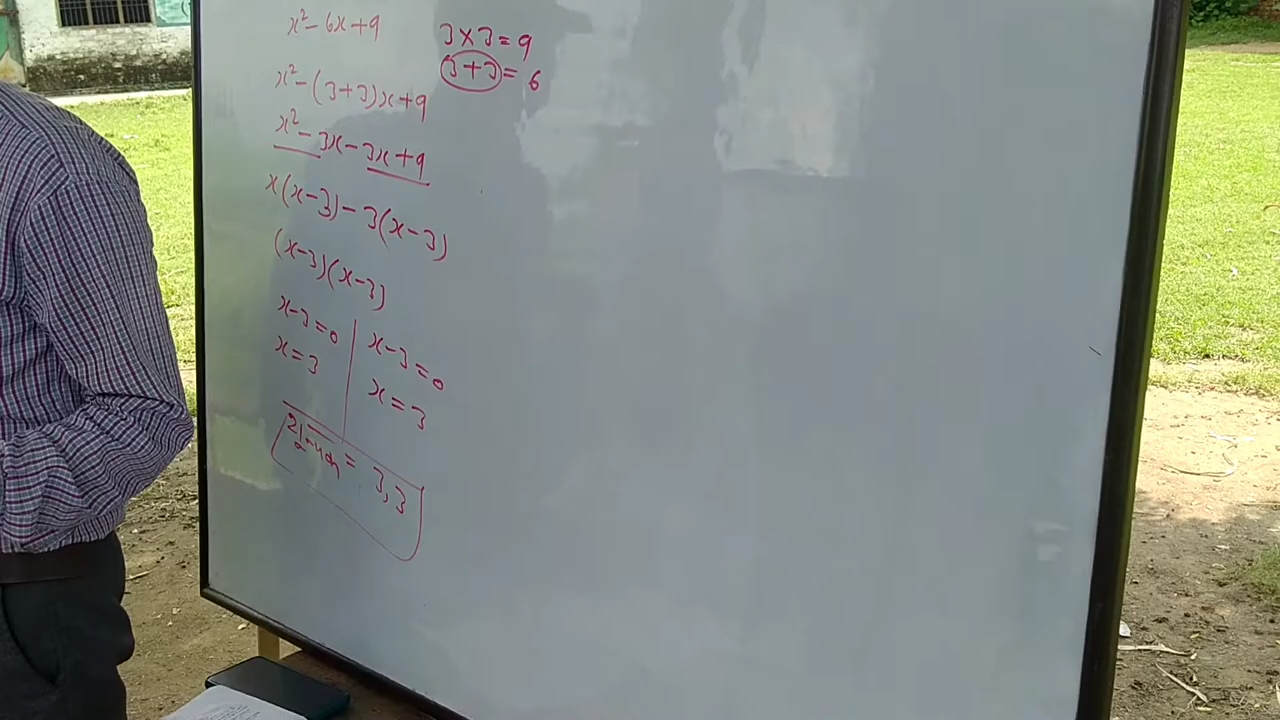 x² - 6x + 9
3 × 3 = 9
3 + 3 = 6
x² - (3 + 3)x + 9
x² - 3x - 3x + 9
x(x - 3) - 3(x - 3)
(x - 3)(x - 3)
x - 3 = 0
x = 3
x - 3 = 0
x = 3
शून्यक = 3, 3